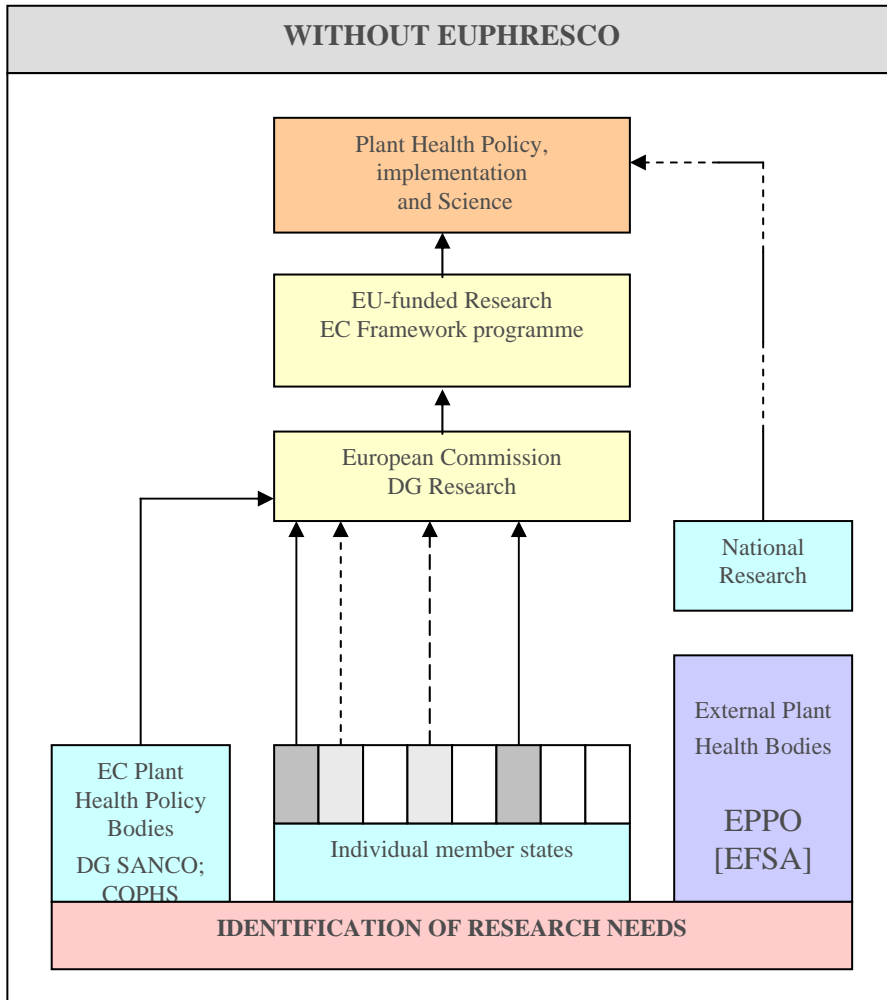 WITHOUT EUPHRESCO
Plant Health Policy,
implementation
and Science
EU-funded Research
EC Framework programme
European Commission
DG Research
National
Research
External Plant
Health Bodies
EPPO
[EFSA]
EC Plant
Health Policy
Bodies
DG SANCO;
COPHS
Individual member states
IDENTIFICATION OF RESEARCH NEEDS